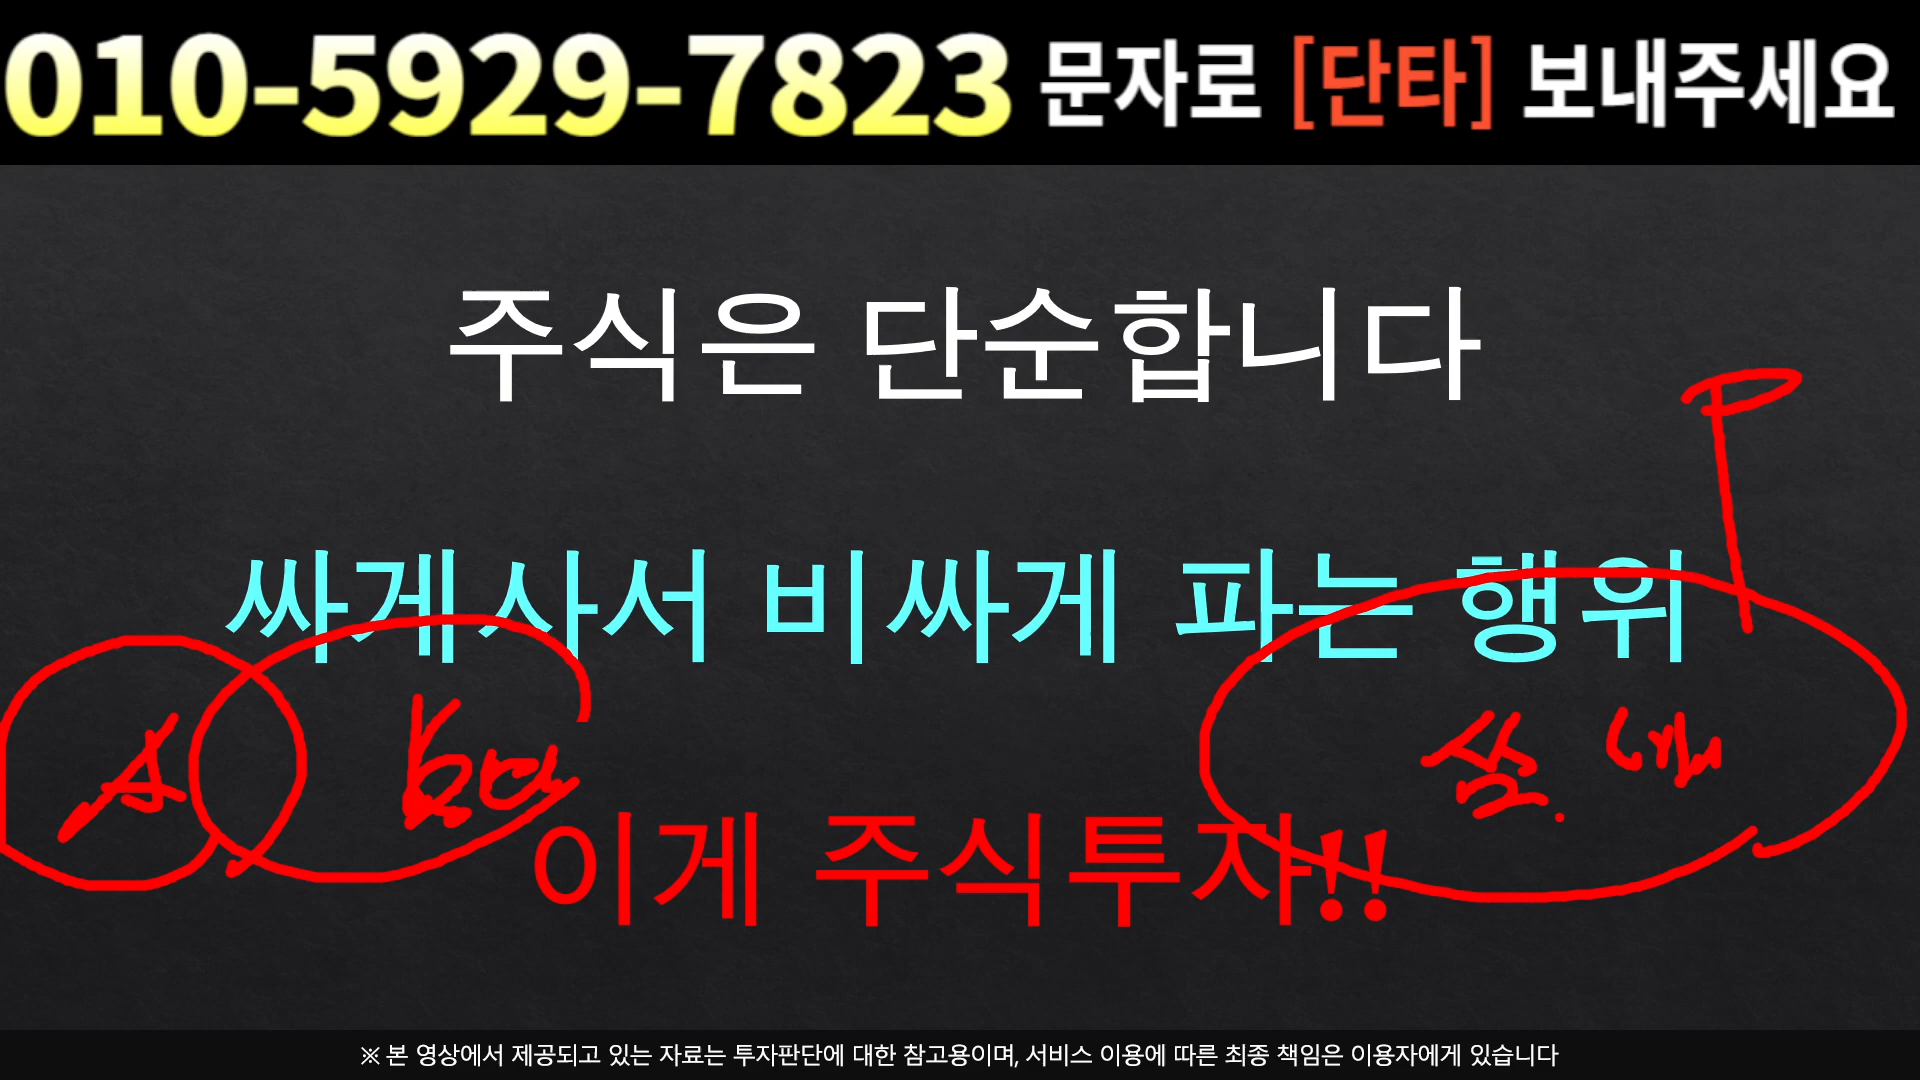 010-5929-7823 문자로 [단타] 보내주세요
주식은 단순합니다
싸게사서 비싸게 파는 행위
이게 주식투자!!
※ 본 영상에서 제공되고 있는 자료는 투자판단에 대한 참고용이며, 서비스 이용에 따른 최종 책임은 이용자에게 있습니다